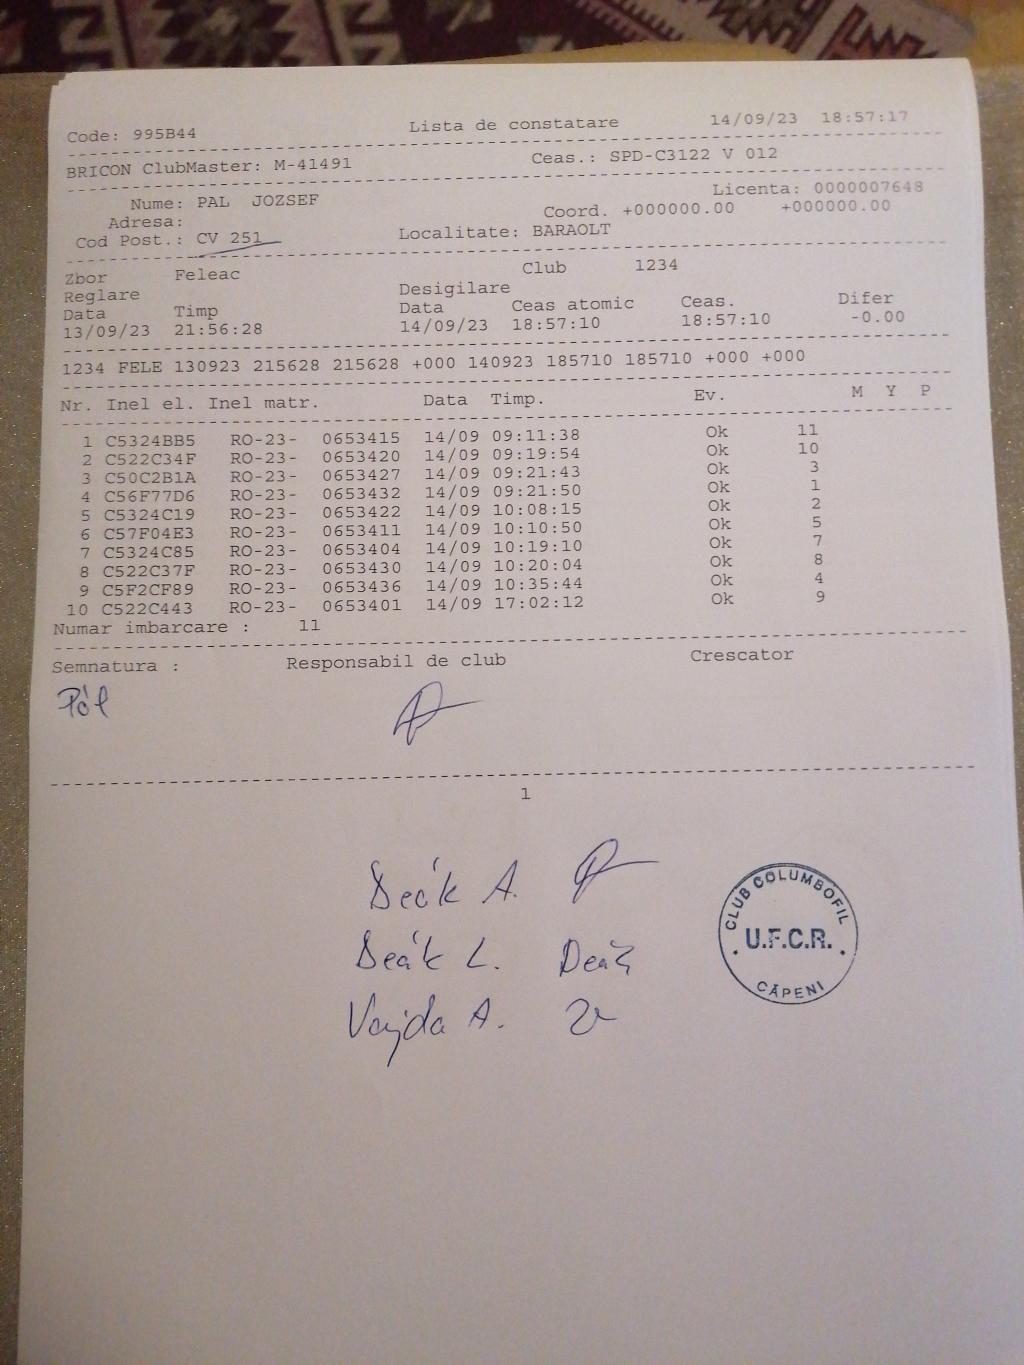 Code: 995B44 Lista de constatare 14/09/23 18:57:17
BRICON ClubMaster: M-41491 Ceas.: SPD-C3122 V 012
Licenta: 0000007648
Nume: PAL JOZSEF
Adresa: Coord. +000000.00 +000000.00
Cod Post.: CV 251 Localitate: BARAOLT
Zbor Feleac Club 1234
Reglare Desigilare
Data Timp Data Ceas atomic Ceas. Difer
13/09/23 21:56:28 14/09/23 18:57:10 18:57:10 -0.00
1234 FELE 130923 215628 215628 +000 140923 185710 185710 +000 +000
Nr. Inel el. Inel matr. Data Timp. Ev. M Y P
1 C5324BB5 RO-23- 0653415 14/09 09:11:38 Ok 11
2 C522C34F RO-23- 0653420 14/09 09:19:54 Ok 10
3 C50C2B1A RO-23- 0653427 14/09 09:21:43 Ok 3
4 C56F77D6 RO-23- 0653432 14/09 09:21:50 Ok 1
5 C5324C19 RO-23- 0653422 14/09 10:08:15 Ok 2
6 C57F04E3 RO-23- 0653411 14/09 10:10:50 Ok 5
7 C5324C85 RO-23- 0653404 14/09 10:19:10 Ok 7
8 C522C37F RO-23- 0653430 14/09 10:20:04 Ok 8
9 C5F2CF89 RO-23- 0653436 14/09 10:35:44 Ok 4
10 C522C443 RO-23- 0653401 14/09 17:02:12 Ok 9
Numar imbarcare : 11
Semnatura : Responsabil de club Crescator
Pál
1
Deák A.
Deák L. Deák
Vajda A.
CLUB COLUMBOFIL
U.F.C.R.
CĂPENI